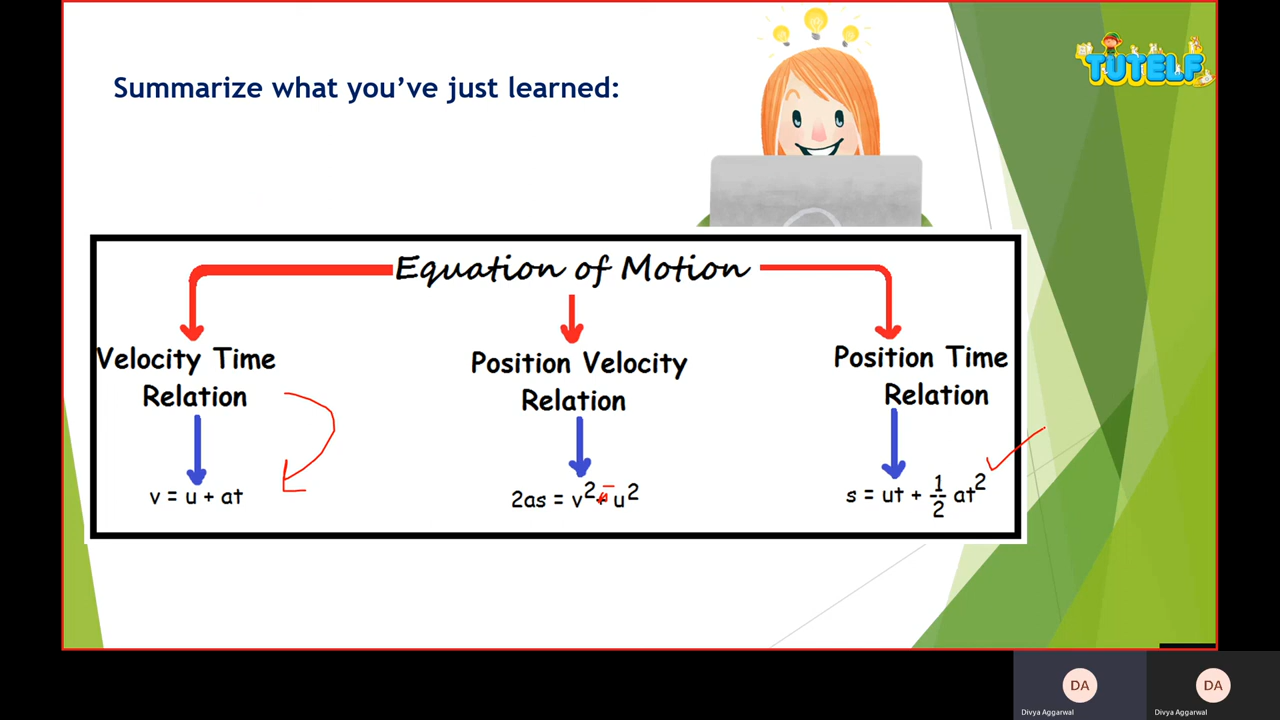 Summarize what you've just learned:
TUTELF
Equation of Motion
Velocity Time
Relation
v = u + at
Position Velocity
Relation
2as = v² + u²
Position Time
Relation
s = ut + 1/2 at²
DA
Divya Aggarwal
DA
Divya Aggarwal